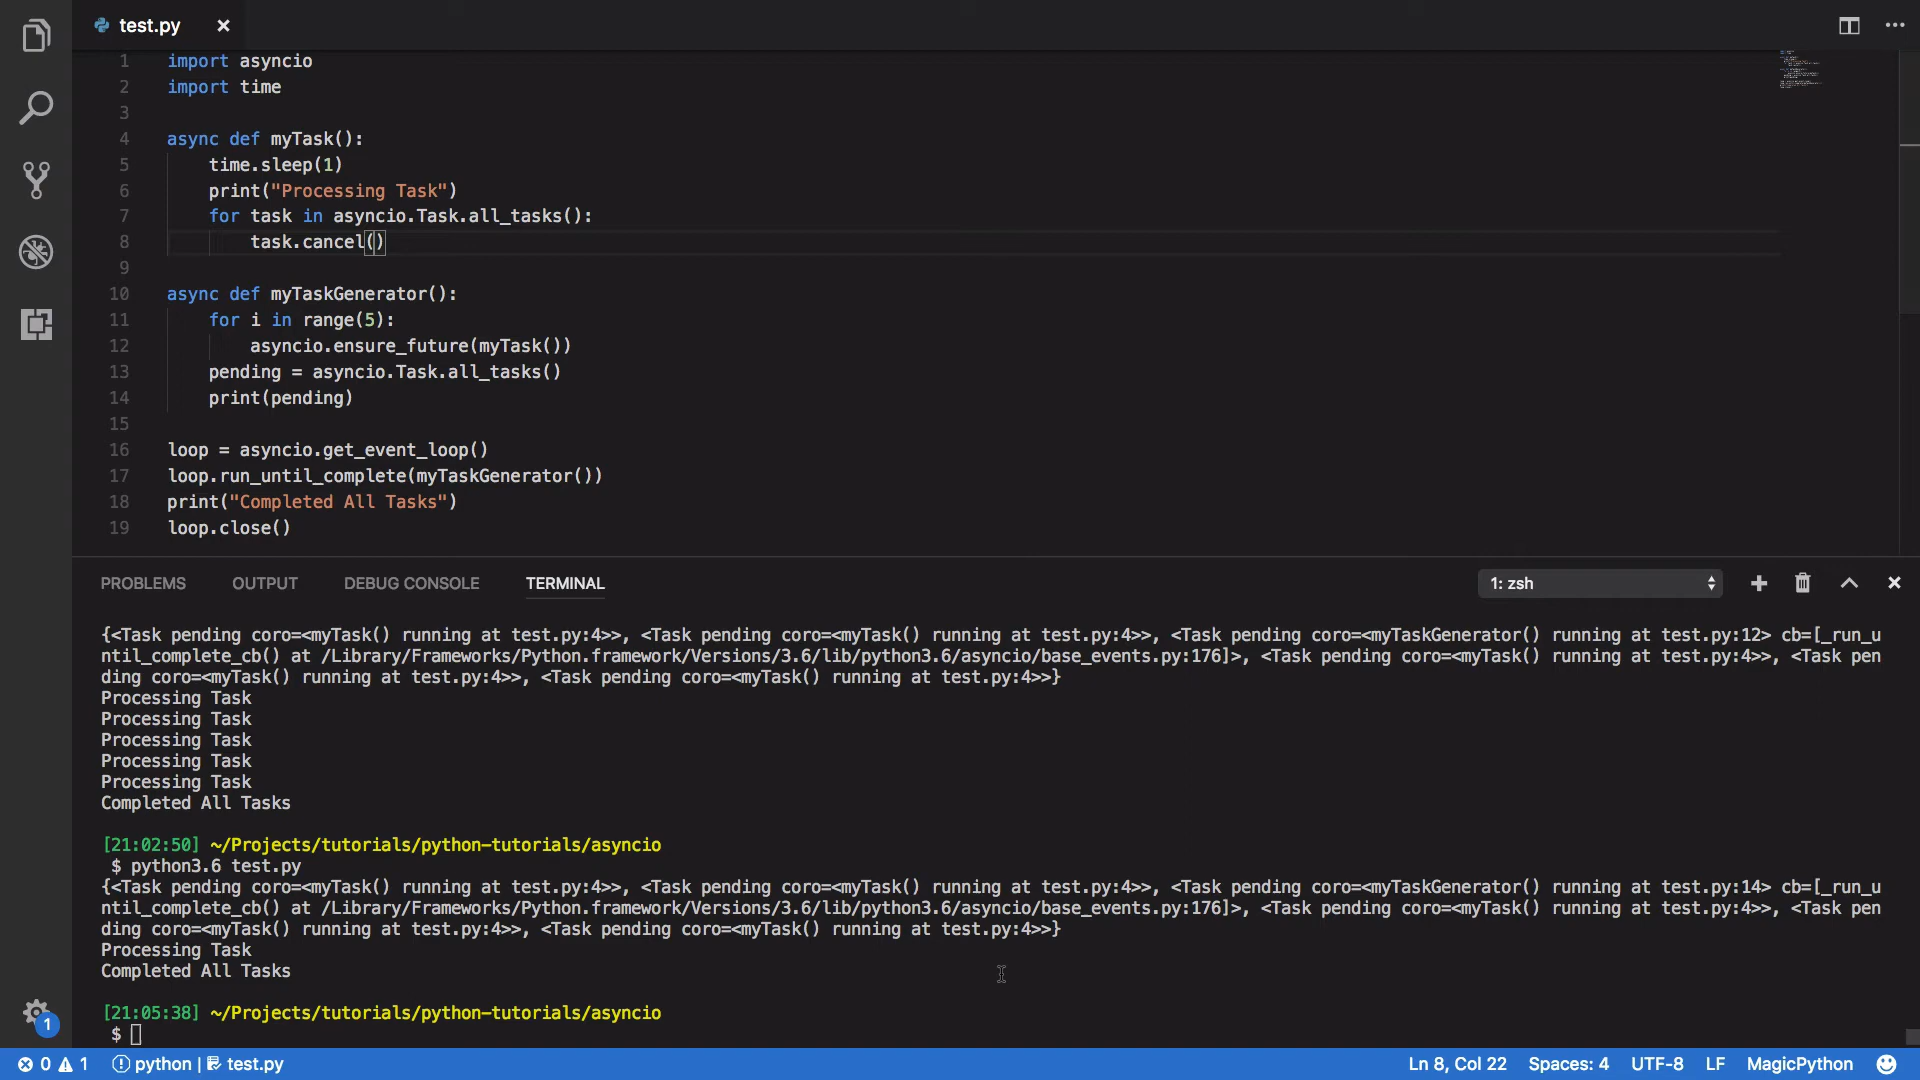 test.py
1 import asyncio
2 import time
3
4 async def myTask():
5 time.sleep(1)
6 print("Processing Task")
7 for task in asyncio.Task.all_tasks():
8 task.cancel()
9
10 async def myTaskGenerator():
11 for i in range(5):
12 asyncio.ensure_future(myTask())
13 pending = asyncio.Task.all_tasks()
14 print(pending)
15
16 loop = asyncio.get_event_loop()
17 loop.run_until_complete(myTaskGenerator())
18 print("Completed All Tasks")
19 loop.close()
PROBLEMS OUTPUT DEBUG CONSOLE TERMINAL 1: zsh
{<Task pending coro=<myTask() running at test.py:4>>, <Task pending coro=<myTask() running at test.py:4>>, <Task pending coro=<myTaskGenerator() running at test.py:12> cb=[_run_u
ntil_complete_cb() at /Library/Frameworks/Python.framework/Versions/3.6/lib/python3.6/asyncio/base_events.py:176]>, <Task pending coro=<myTask() running at test.py:4>>, <Task pen
ding coro=<myTask() running at test.py:4>>, <Task pending coro=<myTask() running at test.py:4>>}
Processing Task
Processing Task
Processing Task
Processing Task
Processing Task
Completed All Tasks
[21:02:50] ~/Projects/tutorials/python-tutorials/asyncio
$ python3.6 test.py
{<Task pending coro=<myTask() running at test.py:4>>, <Task pending coro=<myTask() running at test.py:4>>, <Task pending coro=<myTaskGenerator() running at test.py:14> cb=[_run_u
ntil_complete_cb() at /Library/Frameworks/Python.framework/Versions/3.6/lib/python3.6/asyncio/base_events.py:176]>, <Task pending coro=<myTask() running at test.py:4>>, <Task pen
ding coro=<myTask() running at test.py:4>>, <Task pending coro=<myTask() running at test.py:4>>}
Processing Task
Completed All Tasks
[21:05:38] ~/Projects/tutorials/python-tutorials/asyncio
$
1
0 1 python | test.py Ln 8, Col 22 Spaces: 4 UTF-8 LF MagicPython